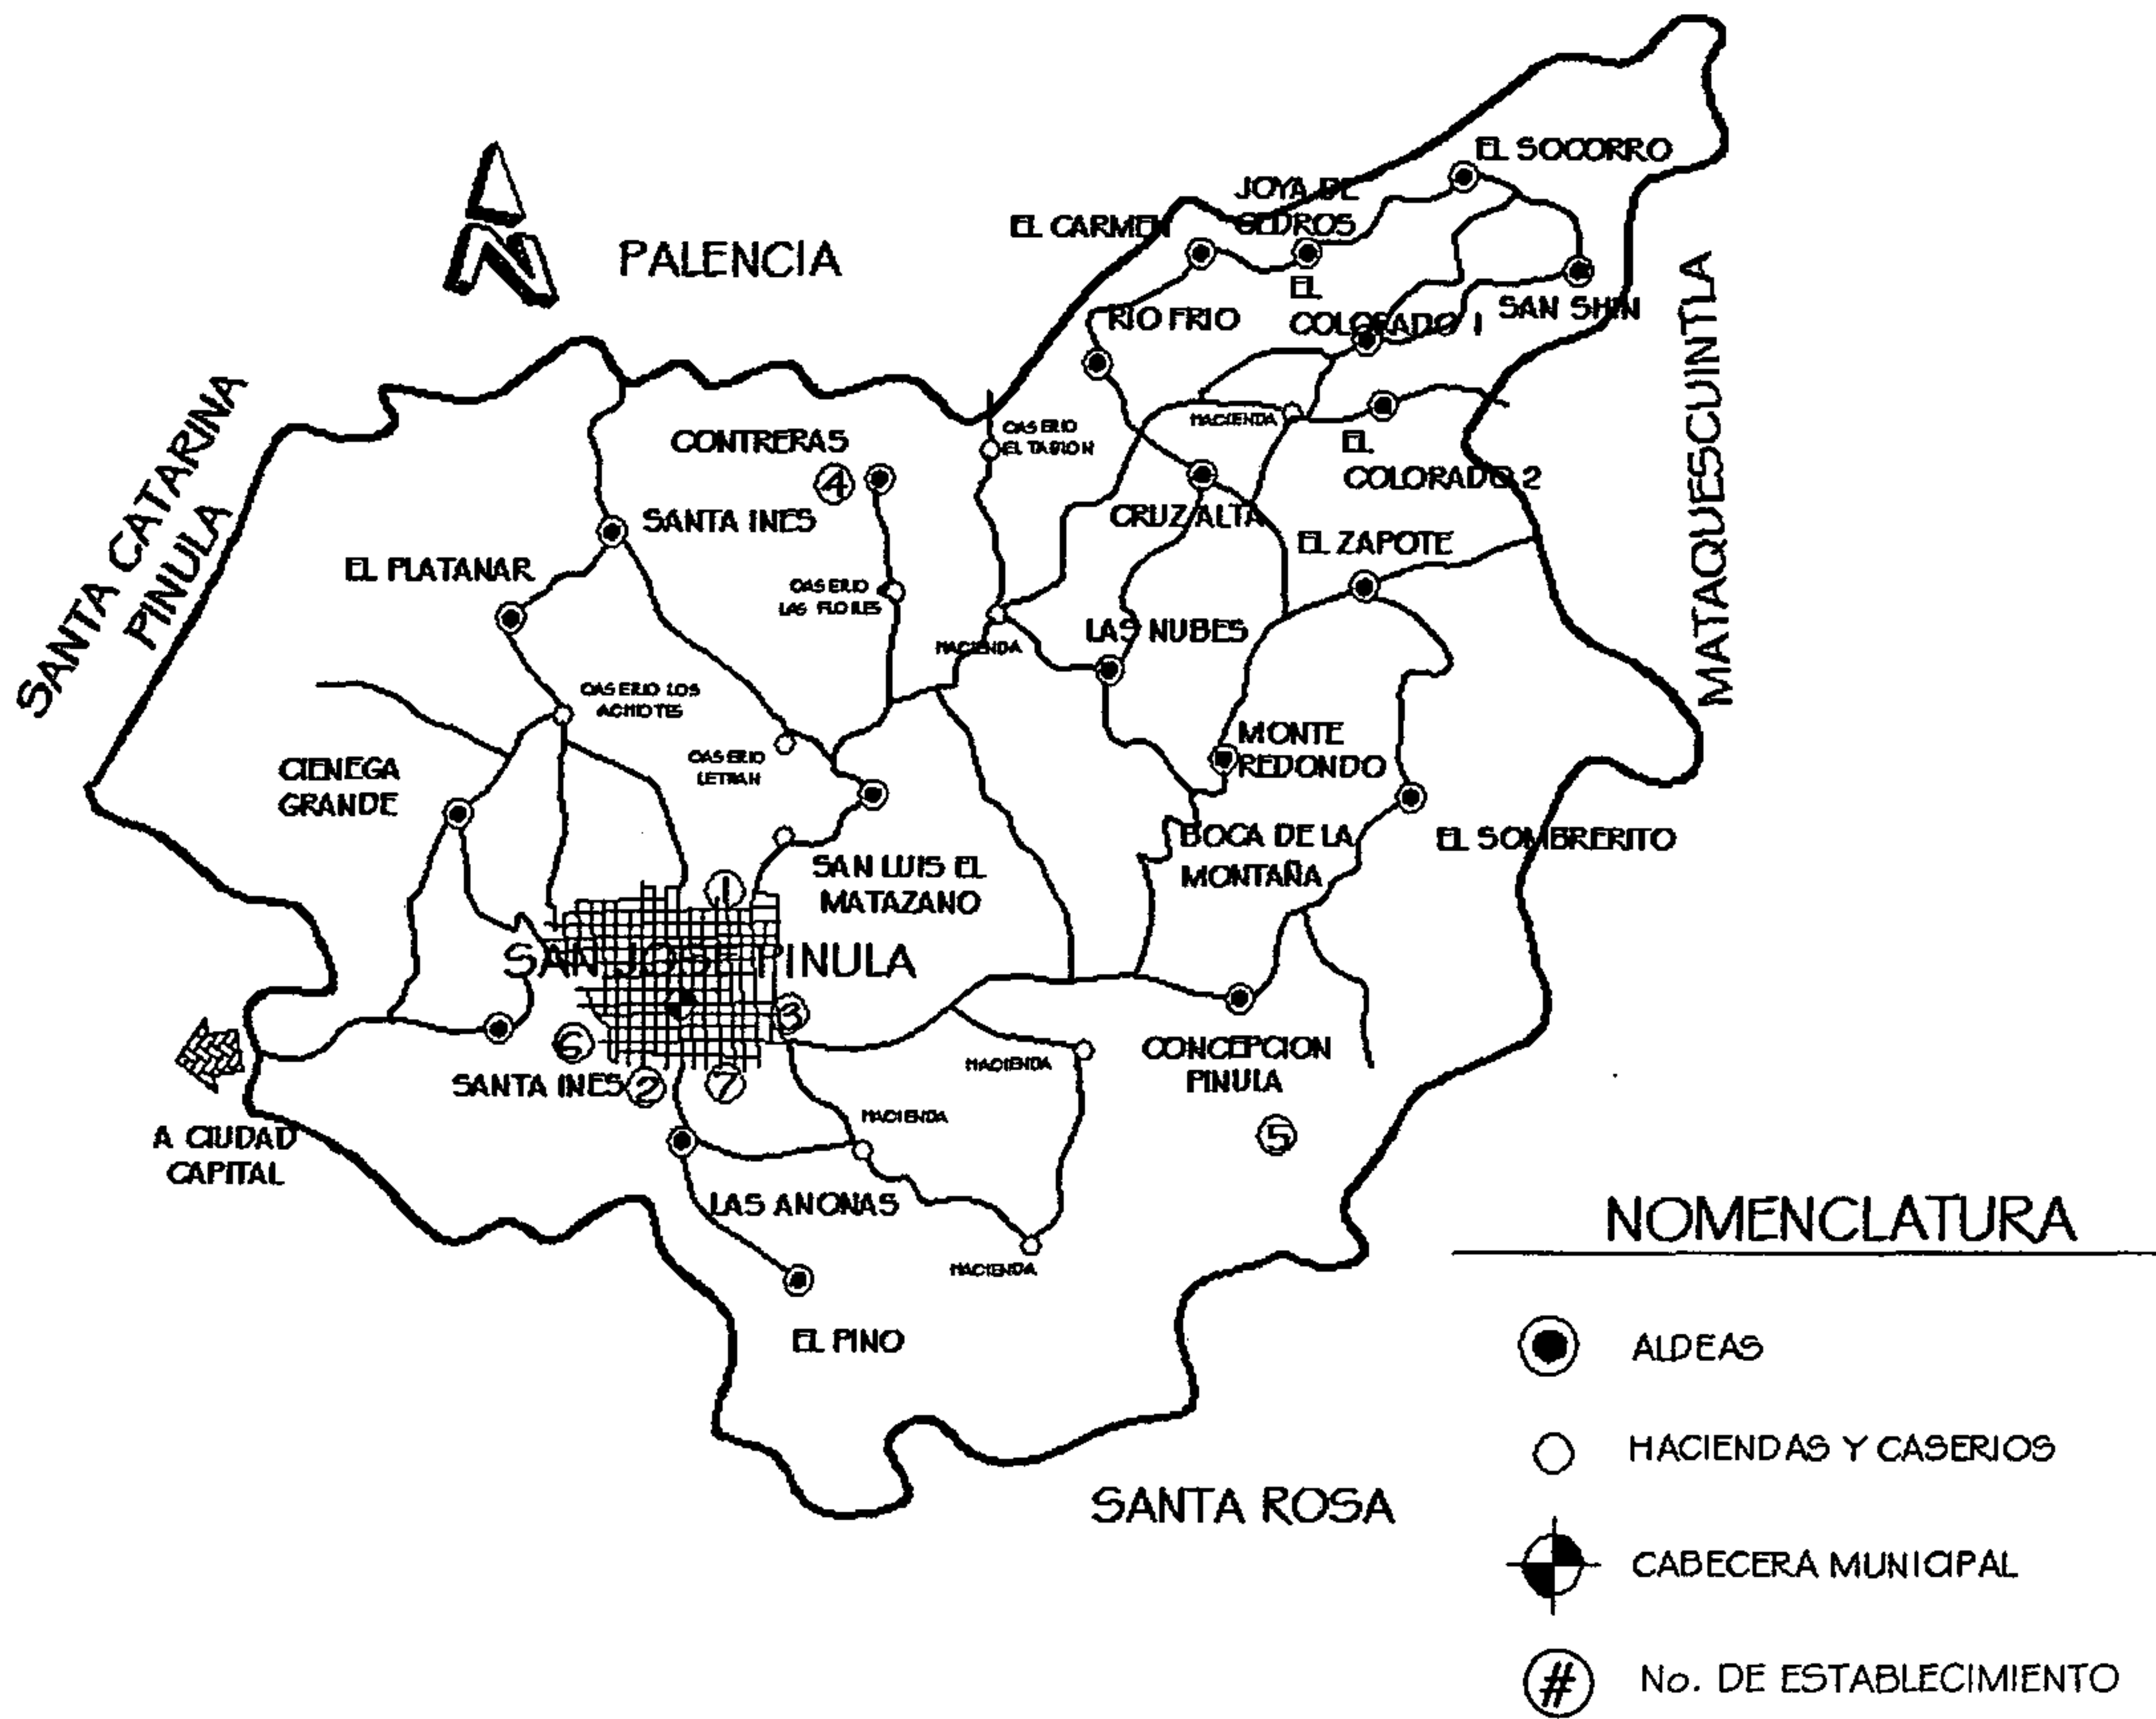 EL SOCORRO
JOYA DE
CEDROS
EL CARMEN
PALENCIA
EL
COLORADO 1
SAN SHIN
RIO FRIO
MATAQUESCUINTLA
SANTA CATARINA
PINULA
CASERIO
HACIENDA
CONTRERAS
4
EL
COLORADO 2
CRUZ ALTA
SANTA INES
EL ZAPOTE
EL PLATANAR
CASERIO
LAS FLORES
LAS NUBES
HACIENDA
CASERIO LOS
ACHIOTES
MONTE
REDONDO
CASERIO
LETRAN
CIENEGA
GRANDE
BOCA DE LA
MONTAÑA
EL SOMBRERITO
SAN LUIS EL
MATAZANO
1
SAN JOSE PINULA
3
6
CONCEPCION
PINULA
HACIENDA
SANTA INES
2
7
HACIENDA
5
A CIUDAD
CAPITAL
LAS ANONAS
HACIENDA
EL PINO
SANTA ROSA
NOMENCLATURA
ALDEAS
HACIENDAS Y CASERIOS
CABECERA MUNICIPAL
# No. DE ESTABLECIMIENTO